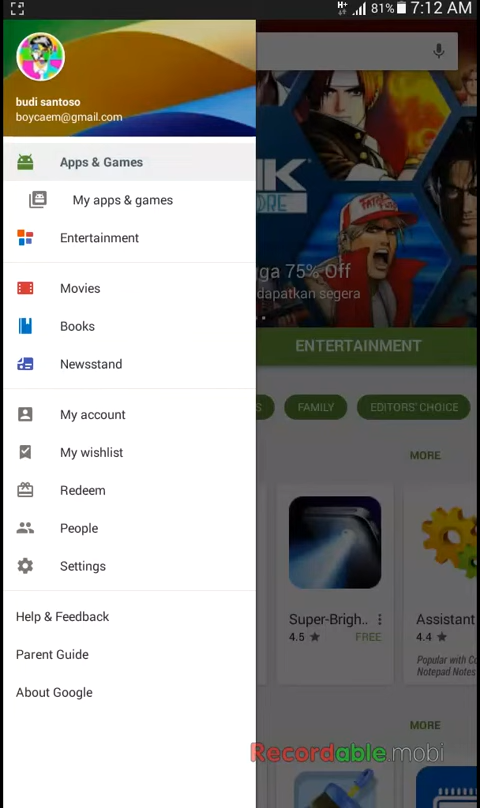 H+
81%
7:12 AM
budi santoso
boycaem@gmail.com
Apps & Games
My apps & games
Entertainment
Movies
Books
Newsstand
My account
My wishlist
Redeem
People
Settings
Help & Feedback
Parent Guide
About Google
FATAL FURY
75% Off
dapatkan segera
ENTERTAINMENT
FAMILY
EDITORS' CHOICE
MORE
Super-Brigh..
4.5
FREE
Assistant
4.4
Popular with
Notepad Notes
MORE
Recordable.mobi